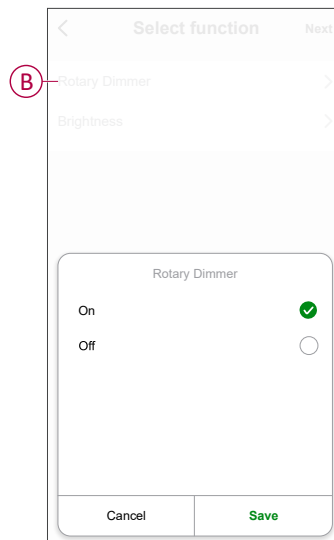 Select function Next
B
Rotary Dimmer
Brightness
Rotary Dimmer
On
Off
Cancel Save